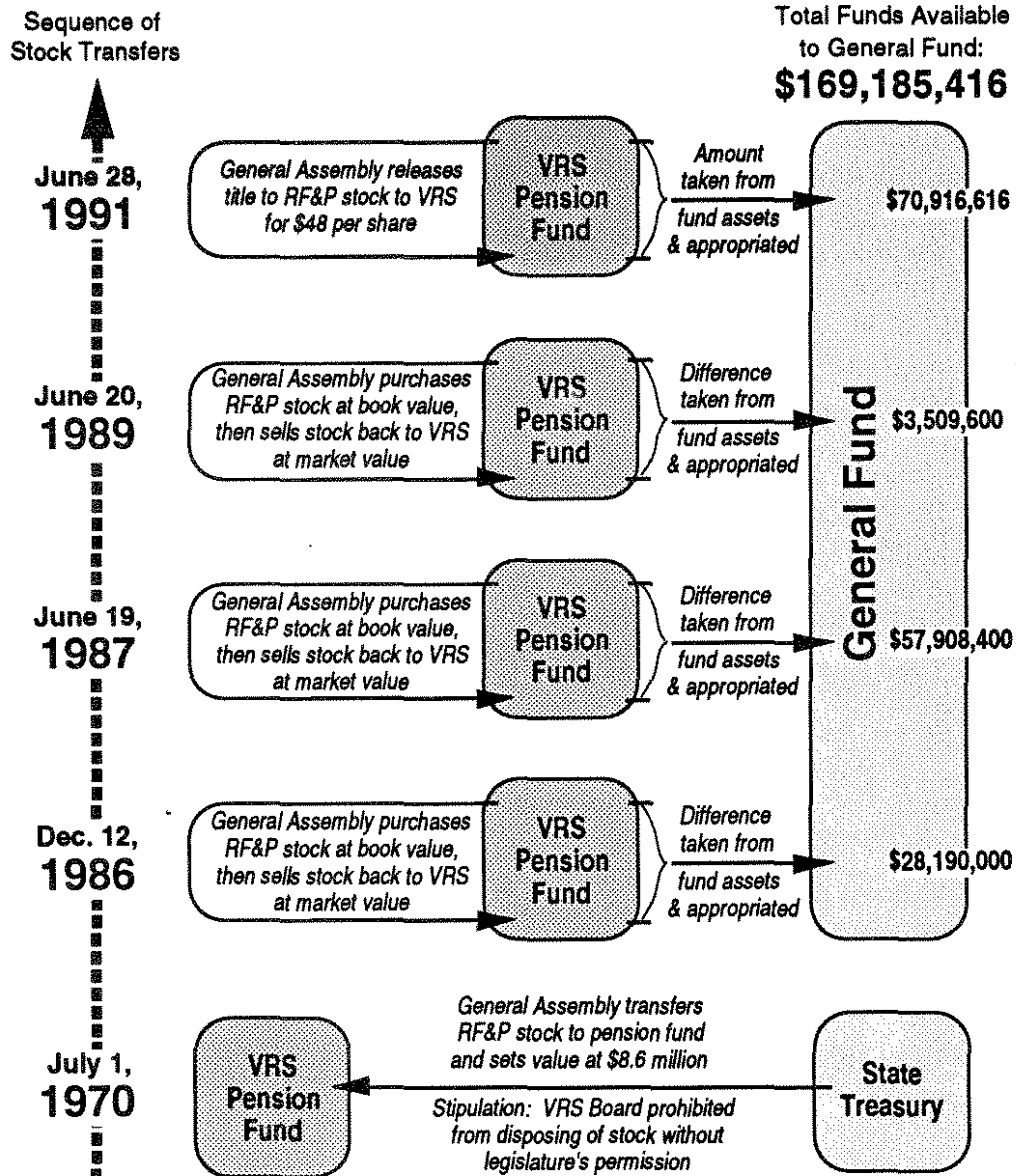 Sequence of
Stock Transfers
Total Funds Available
to General Fund:
$169,185,416
June 28,
1991
General Assembly releases
title to RF&P stock to VRS
for $48 per share
VRS
Pension
Fund
Amount
taken from
fund assets
& appropriated
$70,916,616
June 20,
1989
General Assembly purchases
RF&P stock at book value,
then sells stock back to VRS
at market value
VRS
Pension
Fund
Difference
taken from
fund assets
& appropriated
$3,509,600
General Fund
June 19,
1987
General Assembly purchases
RF&P stock at book value,
then sells stock back to VRS
at market value
VRS
Pension
Fund
Difference
taken from
fund assets
& appropriated
$57,908,400
Dec. 12,
1986
General Assembly purchases
RF&P stock at book value,
then sells stock back to VRS
at market value
VRS
Pension
Fund
Difference
taken from
fund assets
& appropriated
$28,190,000
July 1,
1970
VRS
Pension
Fund
General Assembly transfers
RF&P stock to pension fund
and sets value at $8.6 million
Stipulation: VRS Board prohibited
from disposing of stock without
legislature's permission
State
Treasury